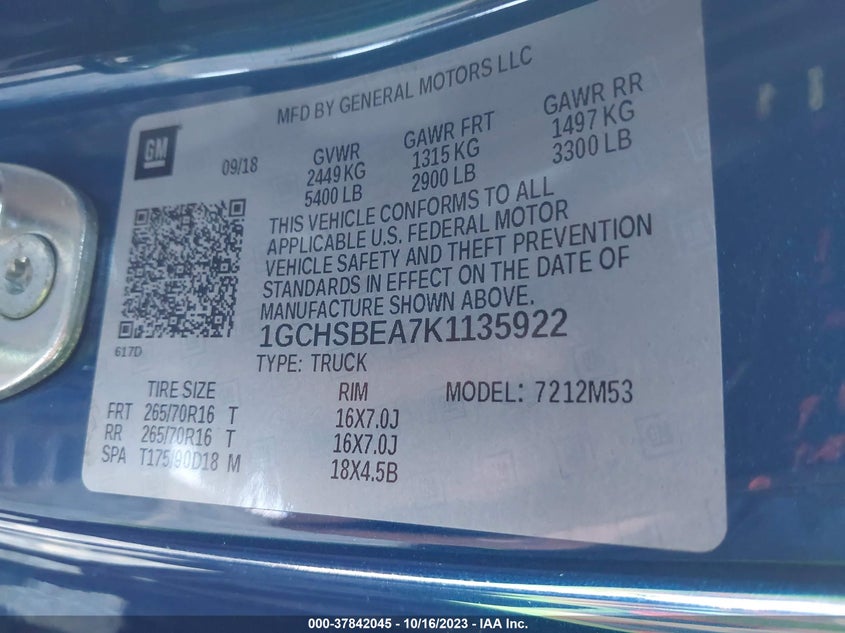 MFD BY GENERAL MOTORS LLC
GM
09/18
GVWR GAWR FRT GAWR RR
2449 KG 1315 KG 1497 KG
5400 LB 2900 LB 3300 LB
THIS VEHICLE CONFORMS TO ALL
APPLICABLE U.S. FEDERAL MOTOR
VEHICLE SAFETY AND THEFT PREVENTION
STANDARDS IN EFFECT ON THE DATE OF
MANUFACTURE SHOWN ABOVE.
1GCHSBEA7K1135922
617D
TYPE: TRUCK
TIRE SIZE RIM MODEL: 7212M53
FRT 265/70R16 T 16X7.0J
RR 265/70R16 T 16X7.0J
SPA T175/90D18 M 18X4.5B
000-37842045 - 10/16/2023 - IAA Inc.